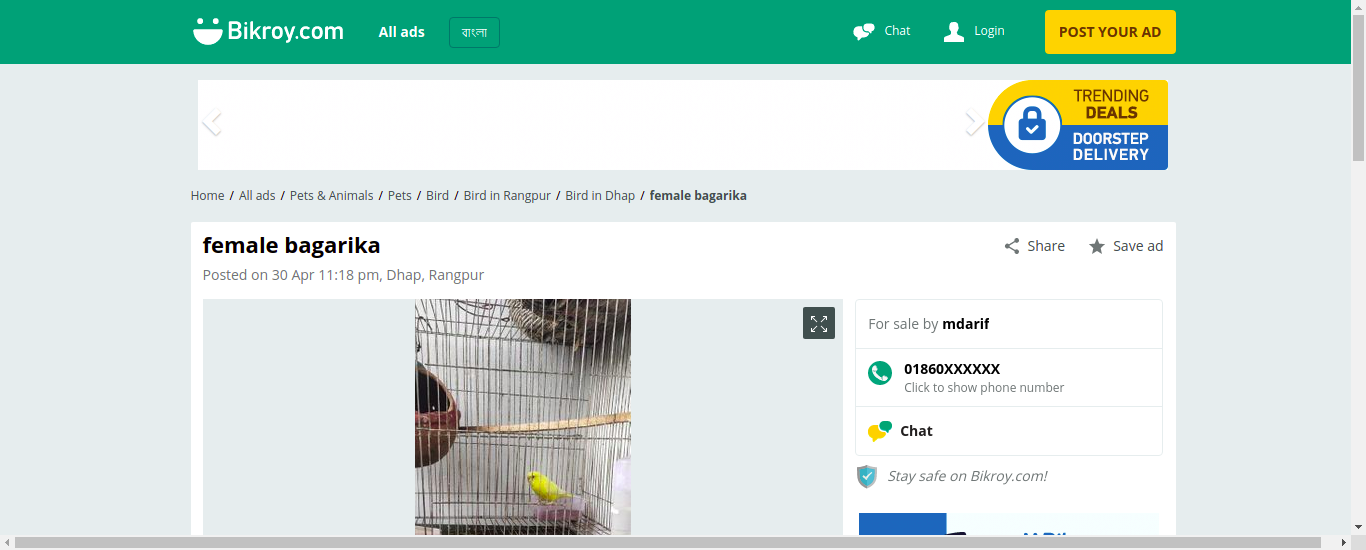 Bikroy.com All ads বাংলা Chat Login POST YOUR AD
TRENDING
DEALS
DOORSTEP
DELIVERY
Home / All ads / Pets & Animals / Pets / Bird / Bird in Rangpur / Bird in Dhap / female bagarika
female bagarika
Share Save ad
Posted on 30 Apr 11:18 pm, Dhap, Rangpur
For sale by mdarif
01860XXXXXX
Click to show phone number
Chat
Stay safe on Bikroy.com!